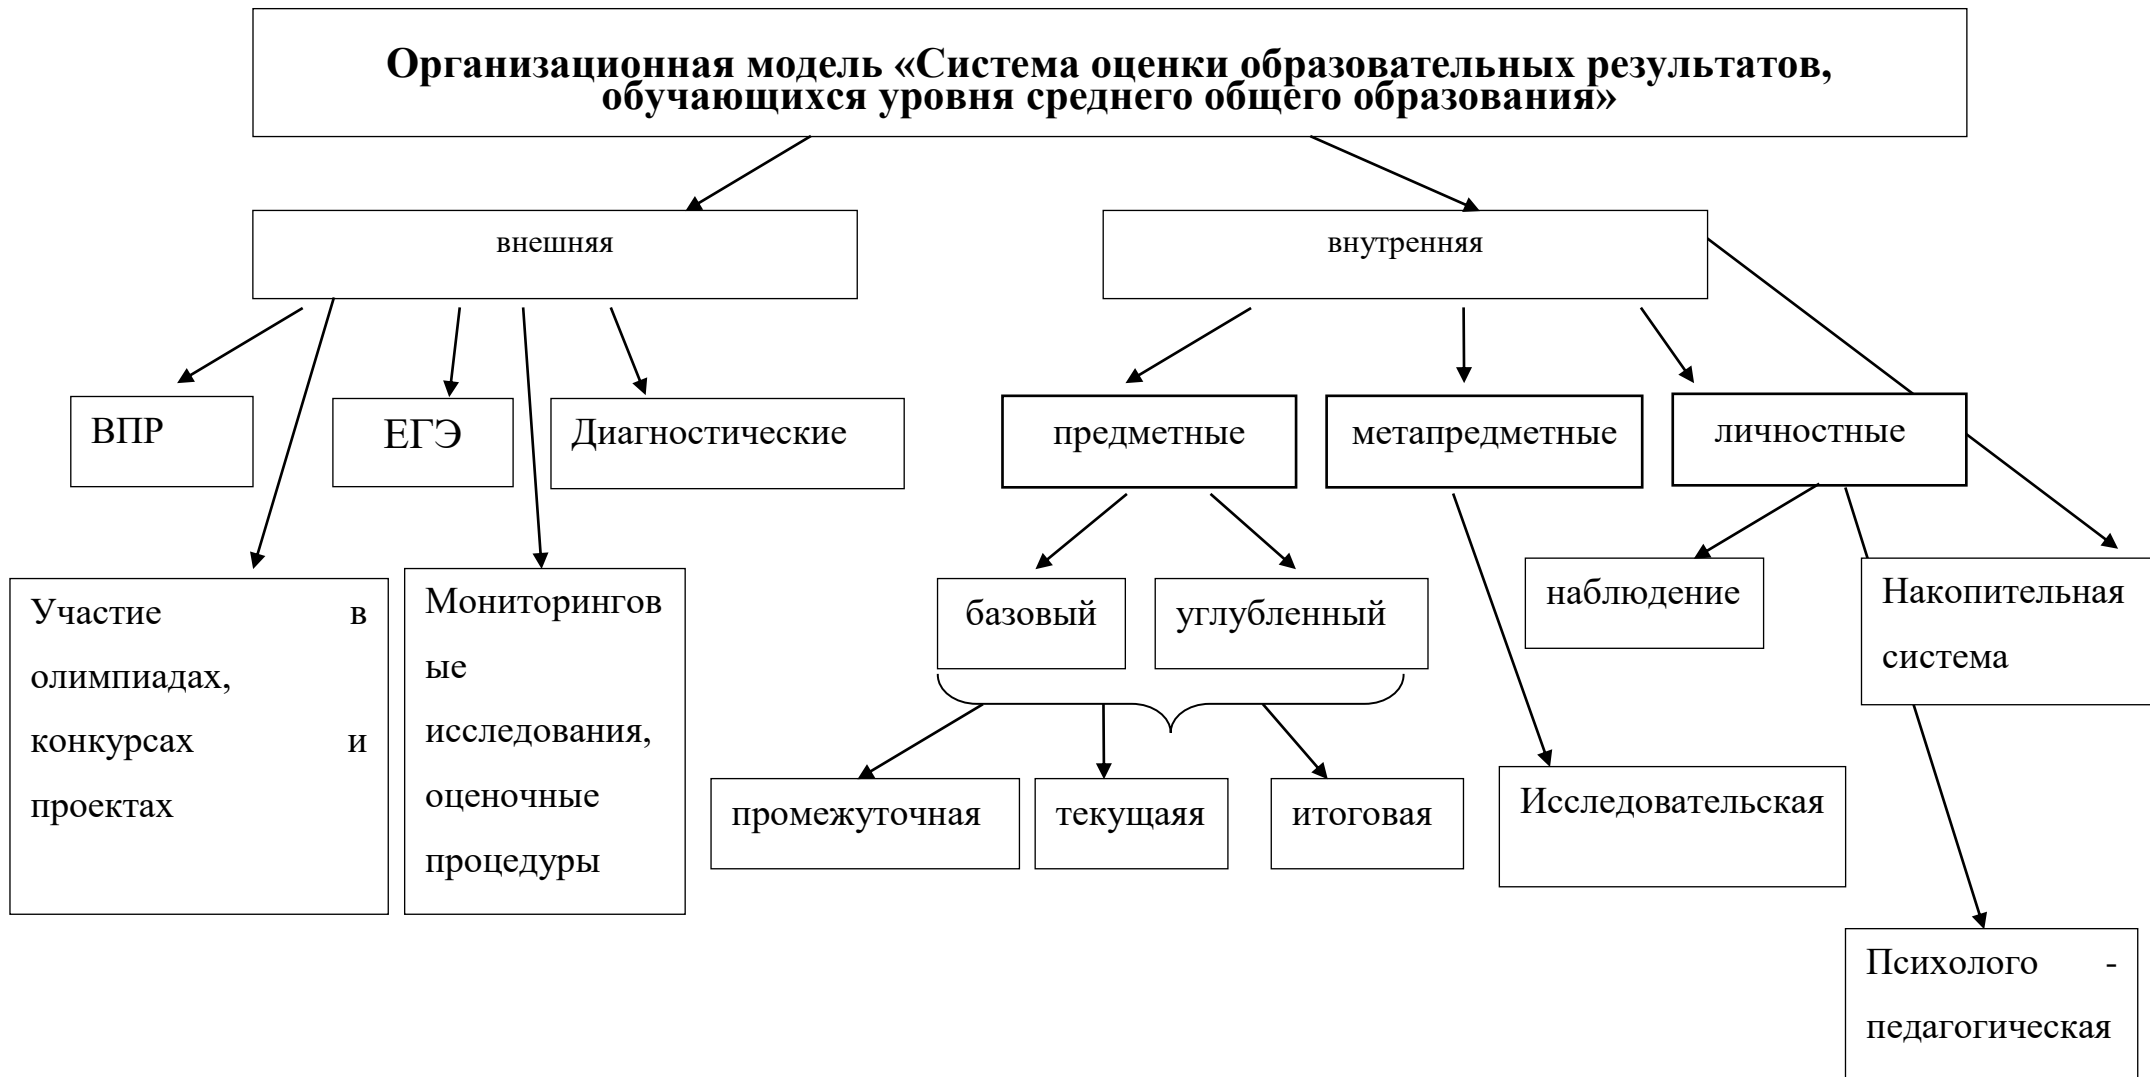 Организационная модель «Система оценки образовательных результатов,
обучающихся уровня среднего общего образования»
внешняя
внутренняя
ВПР
ЕГЭ
Диагностические
предметные
метапредметные
личностные
Участие в
олимпиадах,
конкурсах и
проектах
Мониторингов
ые
исследования,
оценочные
процедуры
базовый
углубленный
наблюдение
Накопительная
система
промежуточная
текущаяя
итоговая
Исследовательская
Психолого -
педагогическая